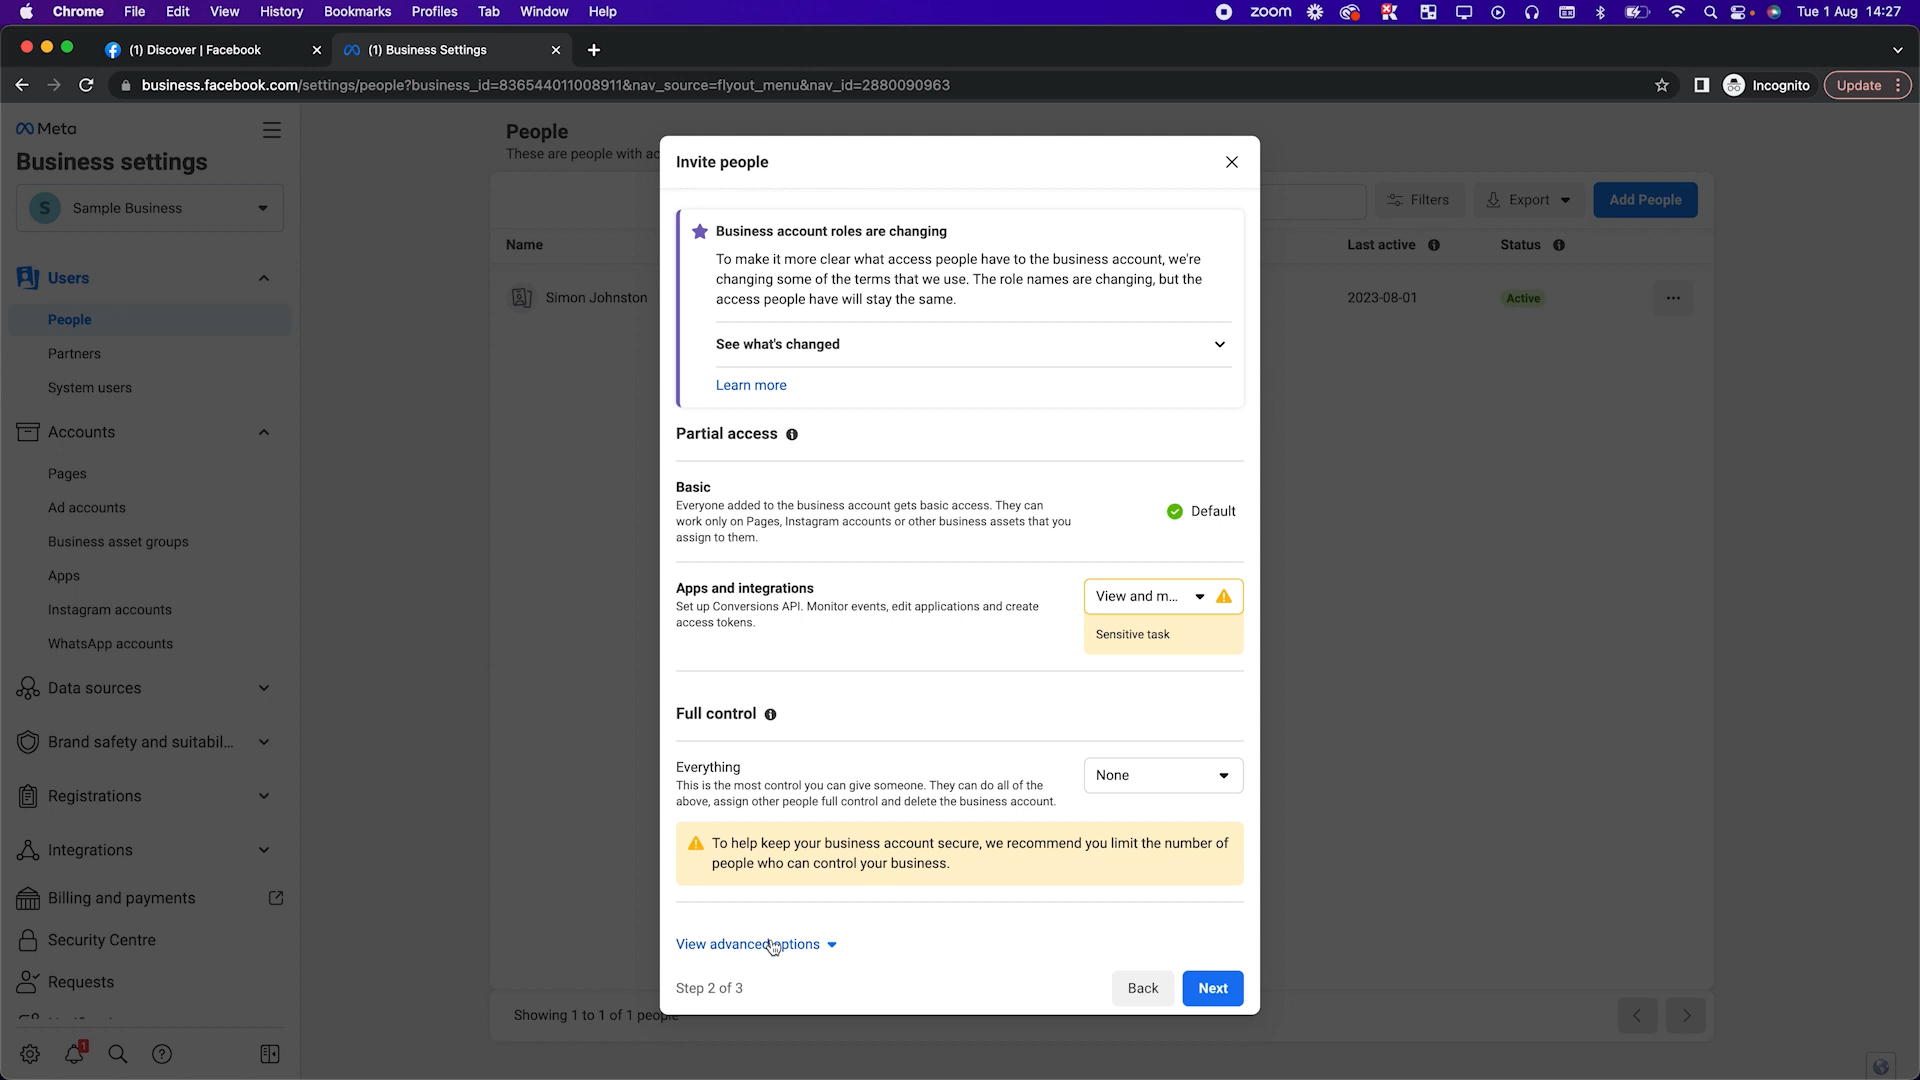 Chrome File Edit View History Bookmarks Profiles Tab Window Help zoom Tue 1 Aug 14:27
(1) Discover | Facebook (1) Business Settings
business.facebook.com/settings/people?business_id=836544011008911&nav_source=flyout_menu&nav_id=2880090963 Incognito Update
Meta
Business settings
S Sample Business
Users
People
Partners
System users
Accounts
Pages
Ad accounts
Business asset groups
Apps
Instagram accounts
WhatsApp accounts
Data sources
Brand safety and suitabil...
Registrations
Integrations
Billing and payments
Security Centre
Requests
1
People
These are people with
Filters Export Add People
Name Last active Status
Simon Johnston 2023-08-01 Active
Showing 1 to 1 of 1 people
Invite people
Business account roles are changing
To make it more clear what access people have to the business account, we're
changing some of the terms that we use. The role names are changing, but the
access people have will stay the same.
See what's changed
Learn more
Partial access
Basic
Everyone added to the business account gets basic access. They can
work only on Pages, Instagram accounts or other business assets that you
assign to them.
Default
Apps and integrations
Set up Conversions API. Monitor events, edit applications and create
access tokens.
View and m...
Sensitive task
Full control
Everything
This is the most control you can give someone. They can do all of the
above, assign other people full control and delete the business account.
None
To help keep your business account secure, we recommend you limit the number of
people who can control your business.
View advanced options
Step 2 of 3
Back Next